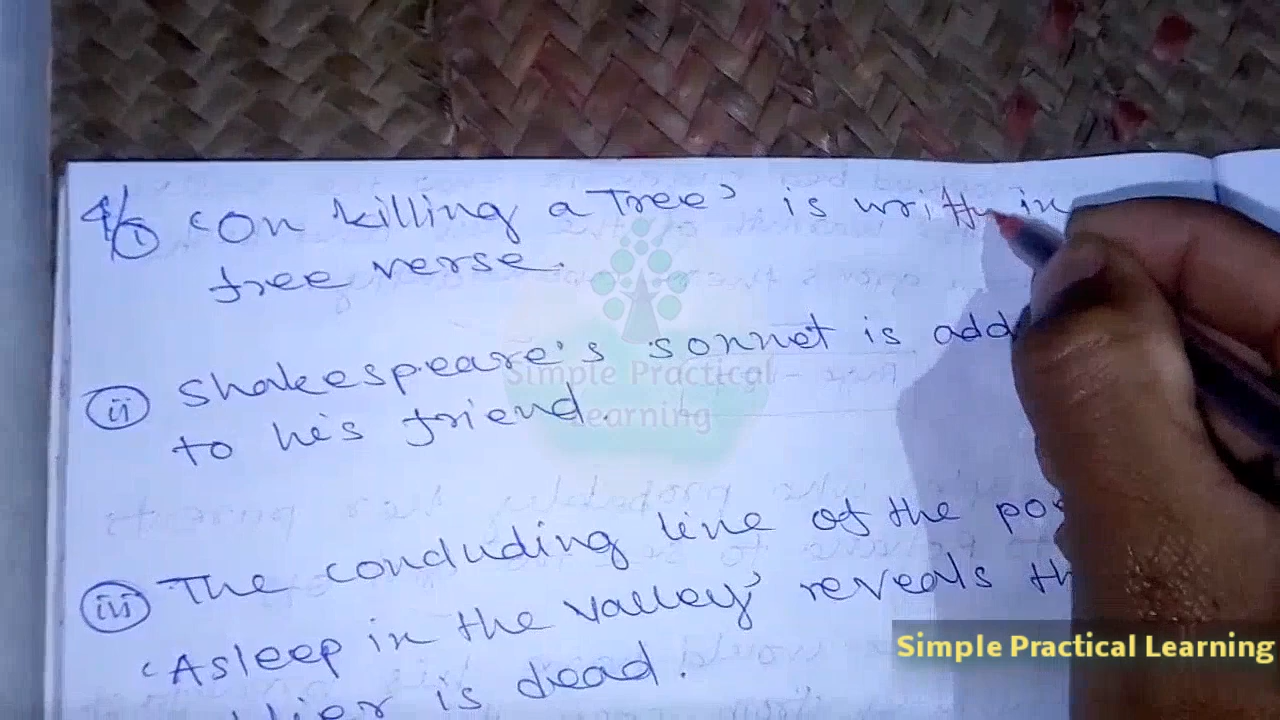 4/① 'On killing a Tree' is written in
free verse.
ⓘⓘ Shakespeare's sonnet is add
to his friend.
ⓘⓘⓘ The concluding line of the po
'Asleep in the valley' reveals th
is dead.
Simple Practical
Learning
Simple Practical Learning